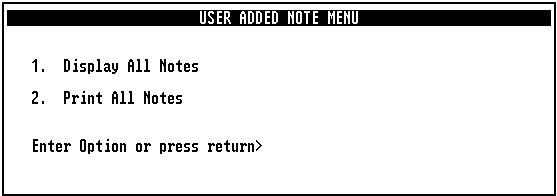 USER ADDED NOTE MENU
1. Display All Notes
2. Print All Notes
Enter Option or press return>